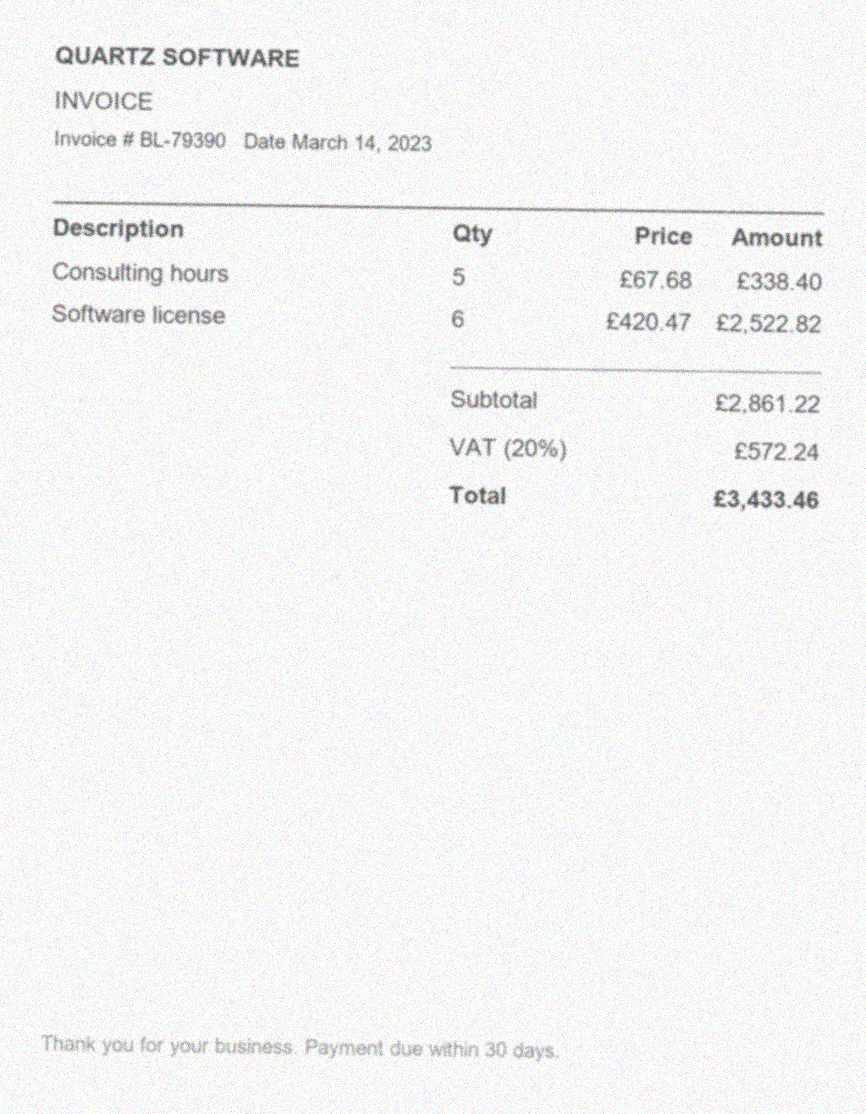 QUARTZ SOFTWARE
INVOICE
Invoice # BL-79390 Date March 14, 2023
Description Qty Price Amount
Consulting hours 5 £67.68 £338.40
Software license 6 £420.47 £2,522.82
Subtotal £2,861.22
VAT (20%) £572.24
Total £3,433.46
Thank you for your business. Payment due within 30 days.